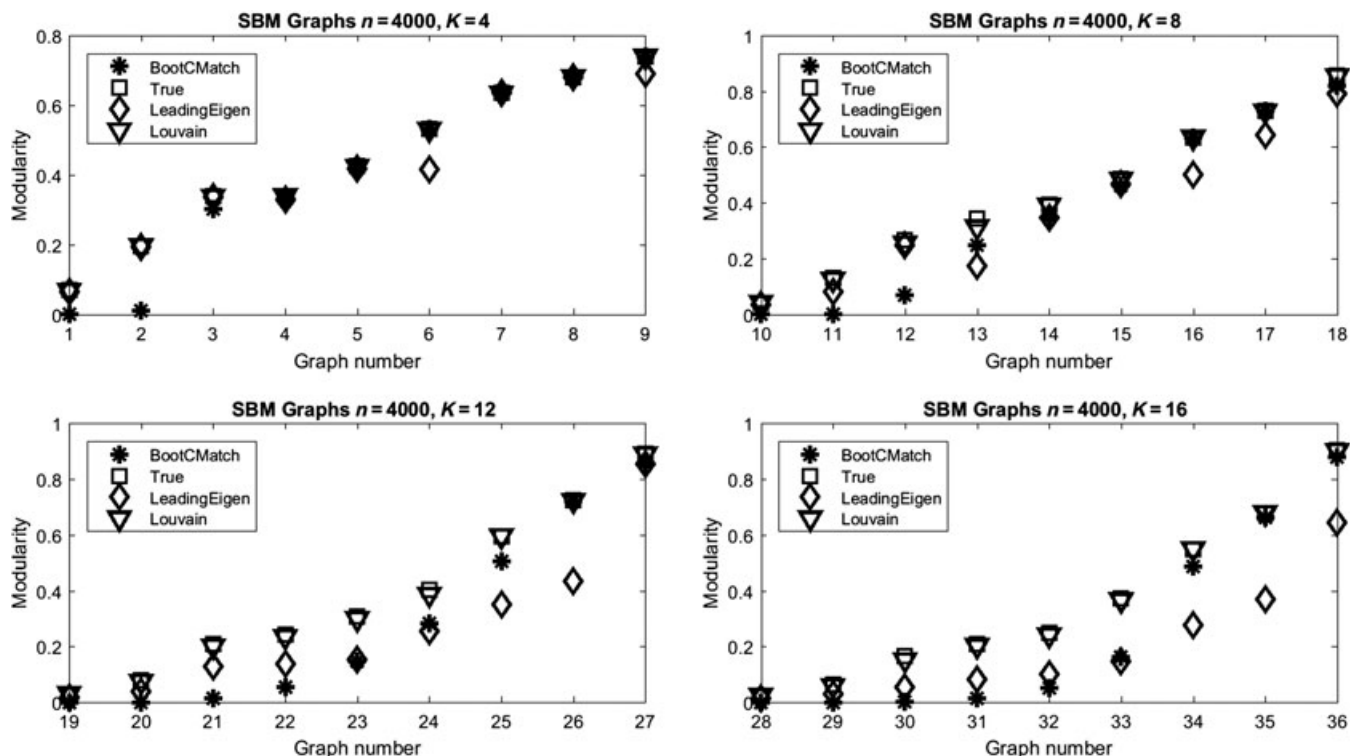 SBM Graphs n = 4000, K = 4
Modularity
0.8
0.6
0.4
0.2
0
BootCMatch
True
LeadingEigen
Louvain
1 2 3 4 5 6 7 8 9
Graph number
SBM Graphs n = 4000, K = 8
Modularity
1
0.8
0.6
0.4
0.2
0
BootCMatch
True
LeadingEigen
Louvain
10 11 12 13 14 15 16 17 18
Graph number
SBM Graphs n = 4000, K = 12
Modularity
1
0.8
0.6
0.4
0.2
0
BootCMatch
True
LeadingEigen
Louvain
19 20 21 22 23 24 25 26 27
Graph number
SBM Graphs n = 4000, K = 16
Modularity
1
0.8
0.6
0.4
0.2
0
BootCMatch
True
LeadingEigen
Louvain
28 29 30 31 32 33 34 35 36
Graph number